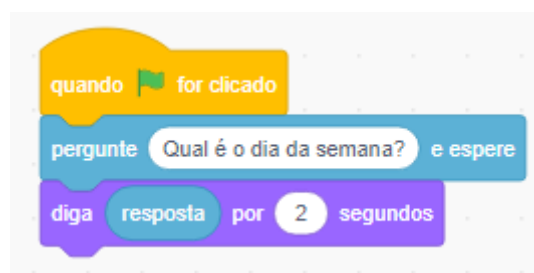 quando for clicado
pergunte Qual é o dia da semana? e espere
diga resposta por 2 segundos